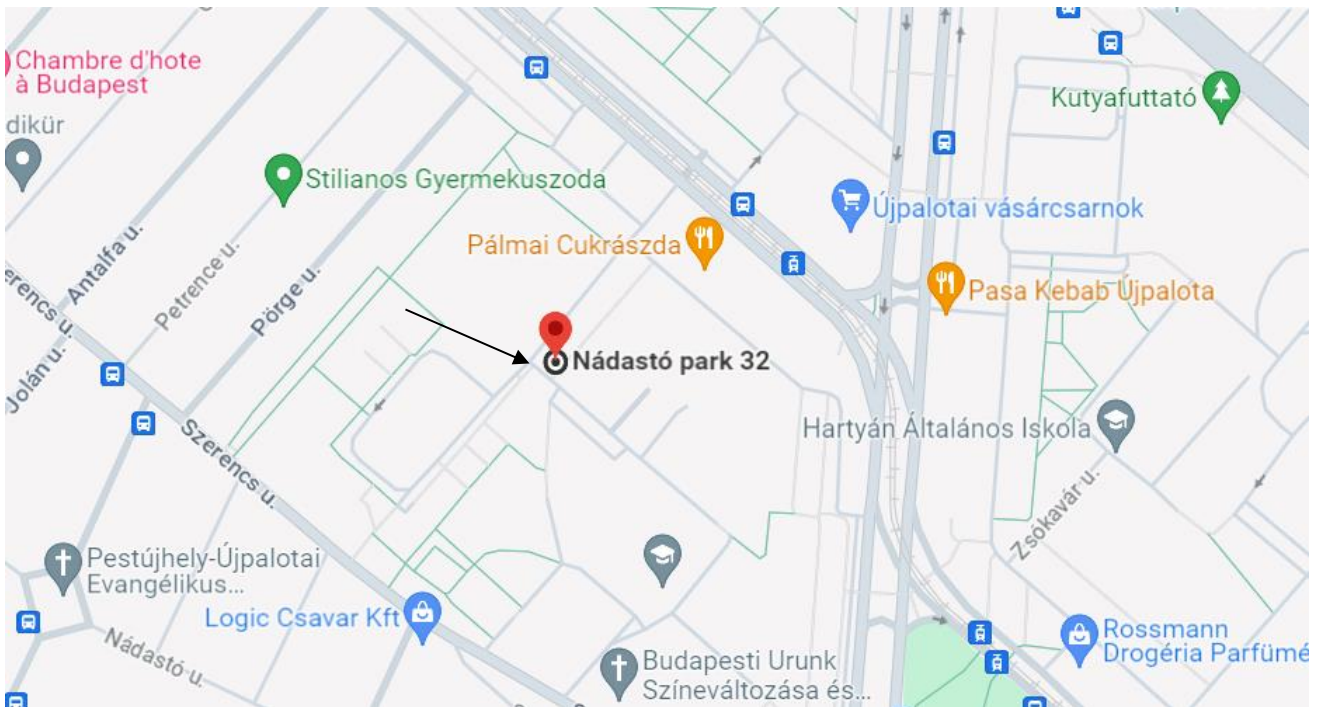 Chambre d'hote
à Budapest
dikür
Kutyafuttató
Stilianos Gyermekuszoda
Újpalotai vásárcsarnok
Pálmai Cukrászda
Antalfa u.
Petrence u.
Pörge u.
Pasa Kebab Újpalota
erencs u.
Jolán u.
Nádastó park 32
Szerencs u.
Hartyán Általános Iskola
Zsókavár u.
Pestújhely-Újpalotai
Evangélikus...
Logic Csavar Kft
Nádastó u.
Budapesti Urunk
Színeváltozása és...
Rossmann
Drogéria Parfümé